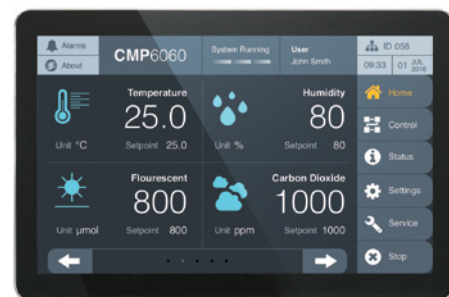 Alarms
About
CMP6060
System Running
User
John Smith
ID 058
09:33 01 JUL 2016
Temperature
25.0
Unit °C Setpoint 25.0
Humidity
80
Unit % Setpoint 80
Flourescent
800
Unit µmol Setpoint 800
Carbon Dioxide
1000
Unit ppm Setpoint 1000
Home
Control
Status
Settings
Service
Stop